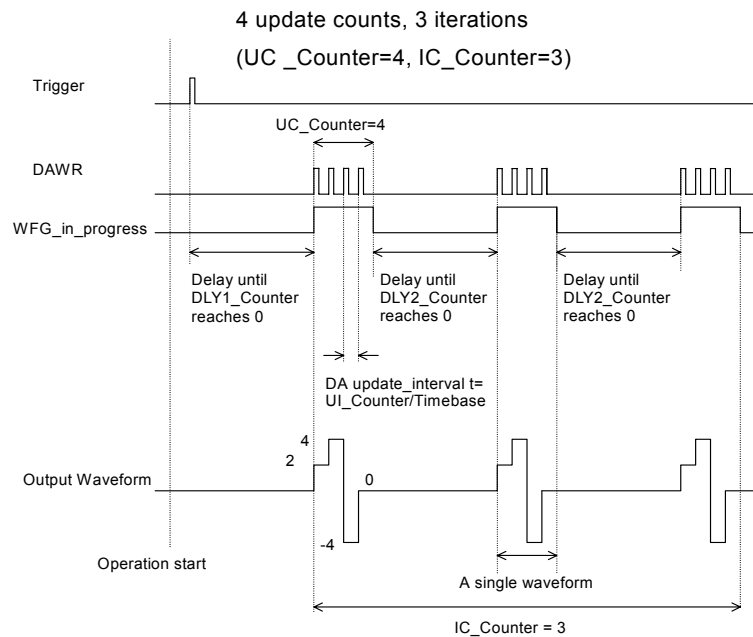 4 update counts, 3 iterations
(UC _Counter=4, IC_Counter=3)
Trigger
UC_Counter=4
DAWR
WFG_in_progress
Delay until
DLY1_Counter
reaches 0
Delay until
DLY2_Counter
reaches 0
Delay until
DLY2_Counter
reaches 0
DA update_interval t=
UI_Counter/Timebase
4
2
0
Output Waveform
-4
Operation start
A single waveform
IC_Counter = 3